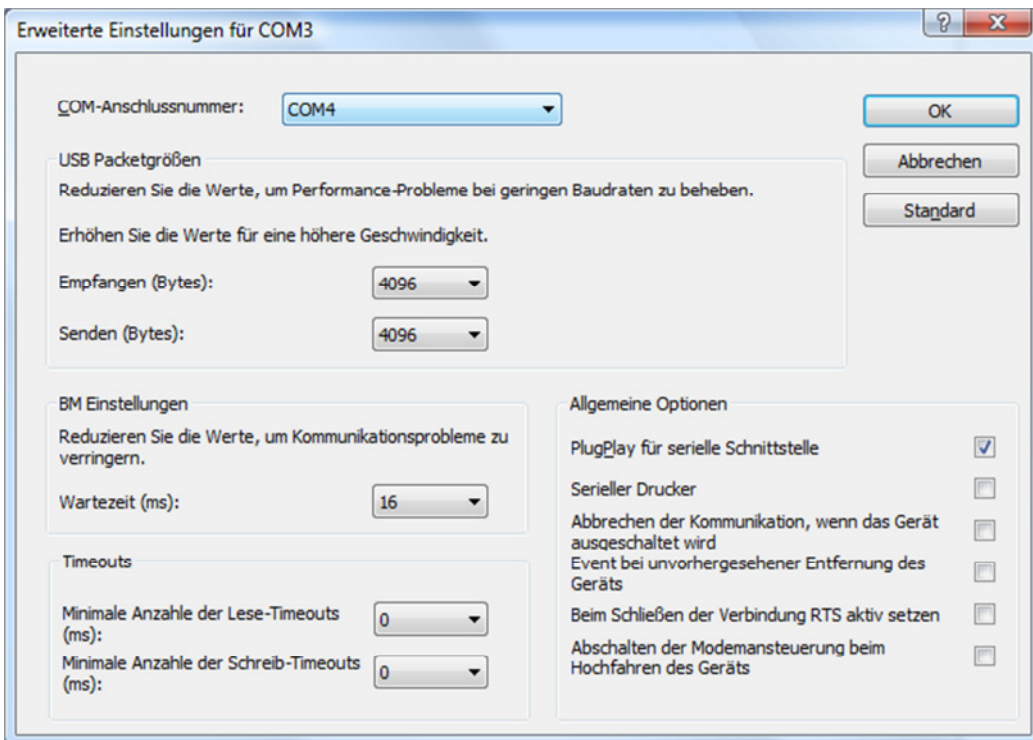 Erweiterte Einstellungen für COM3
COM-Anschlussnummer: COM4
OK
USB Packetgrößen
Abbrechen
Reduzieren Sie die Werte, um Performance-Probleme bei geringen Baudraten zu beheben.
Standard
Erhöhen Sie die Werte für eine höhere Geschwindigkeit.
Empfangen (Bytes): 4096
Senden (Bytes): 4096
BM Einstellungen
Reduzieren Sie die Werte, um Kommunikationsprobleme zu
verringern.
Wartezeit (ms): 16
Timeouts
Minimale Anzahle der Lese-Timeouts
(ms): 0
Minimale Anzahle der Schreib-Timeouts
(ms): 0
Allgemeine Optionen
PlugPlay für serielle Schnittstelle
Serieller Drucker
Abbrechen der Kommunikation, wenn das Gerät
ausgeschaltet wird
Event bei unvorhergesehener Entfernung des
Geräts
Beim Schließen der Verbindung RTS aktiv setzen
Abschalten der Modemansteuerung beim
Hochfahren des Geräts